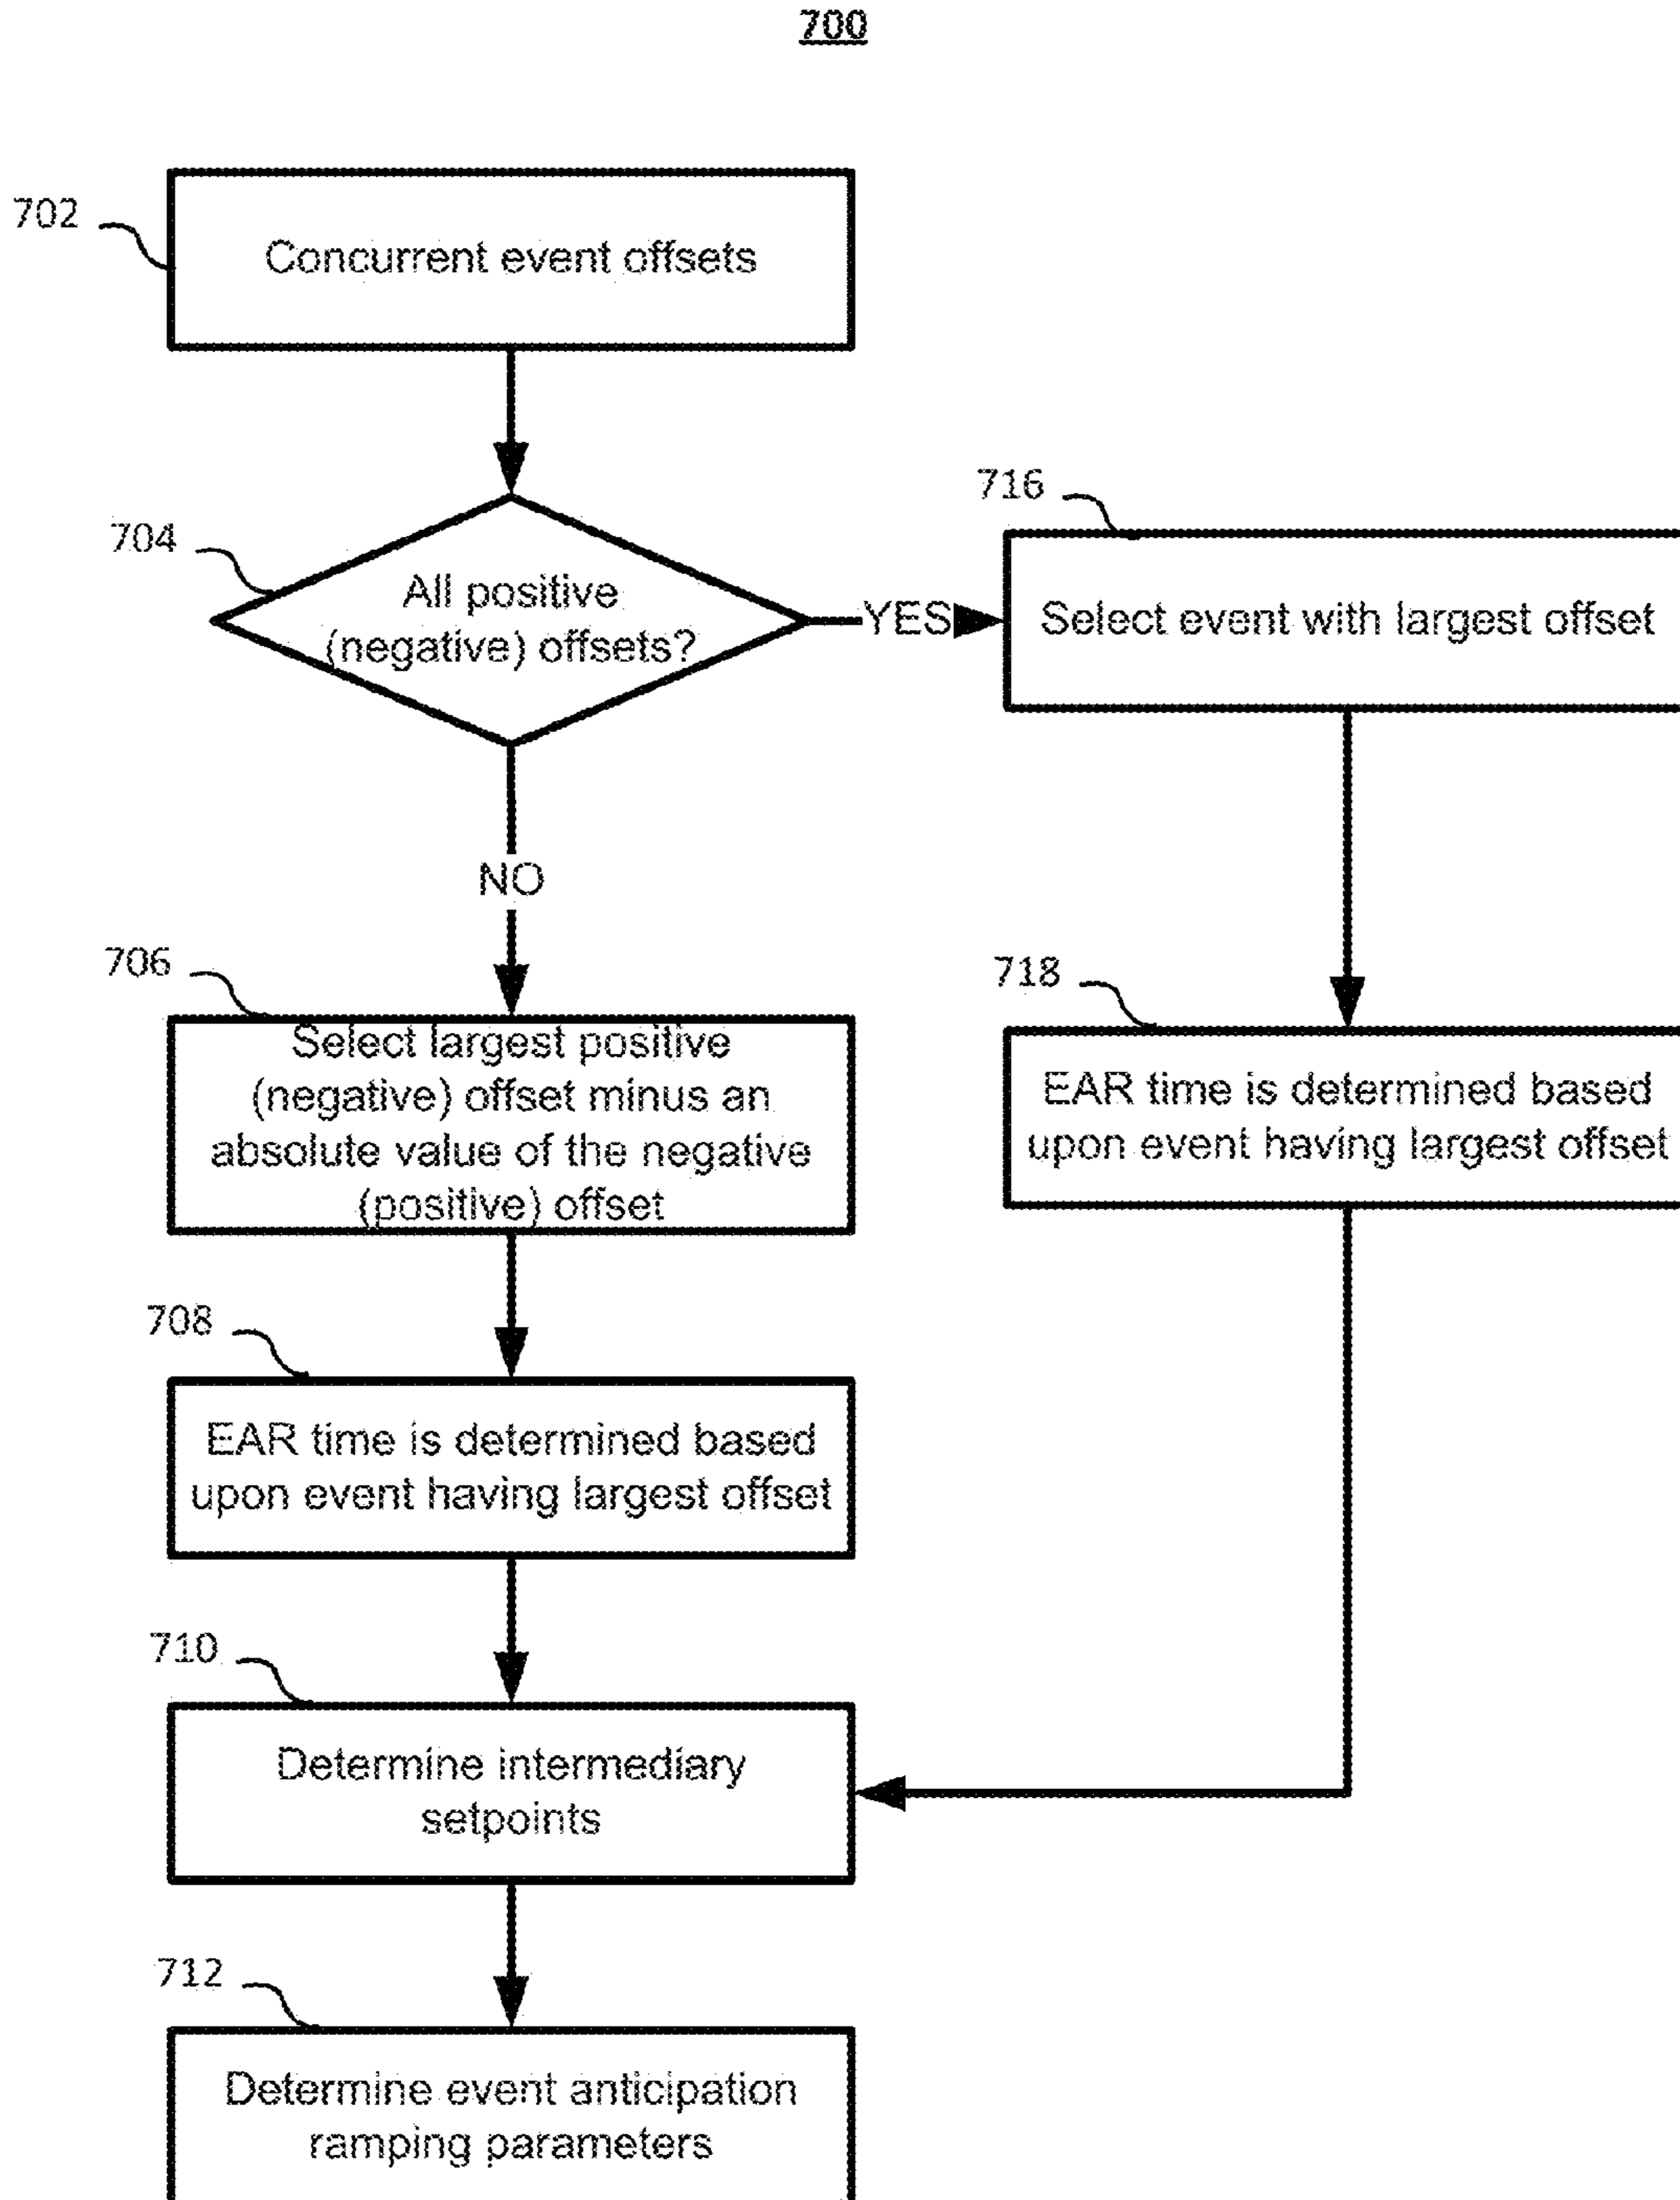 700
702
Concurrent event offsets
704
All positive
(negative) offsets?
YES
716
Select event with largest offset
NO
706
Select largest positive
(negative) offset minus an
absolute value of the negative
(positive) offset
718
EAR time is determined based
upon event having largest offset
708
EAR time is determined based
upon event having largest offset
710
Determine intermediary
setpoints
712
Determine event anticipation
ramping parameters